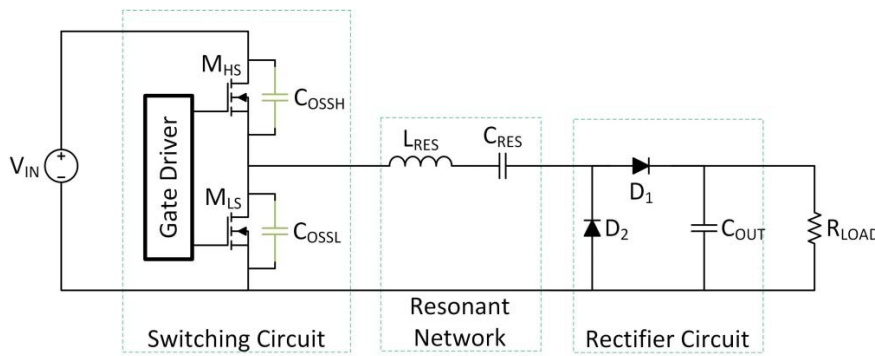 M_HS
C_OSSH
Gate Driver
V_IN
+
-
M_LS
C_OSSL
L_RES
C_RES
D_1
D_2
C_OUT
R_LOAD
Switching Circuit
Resonant
Network
Rectifier Circuit